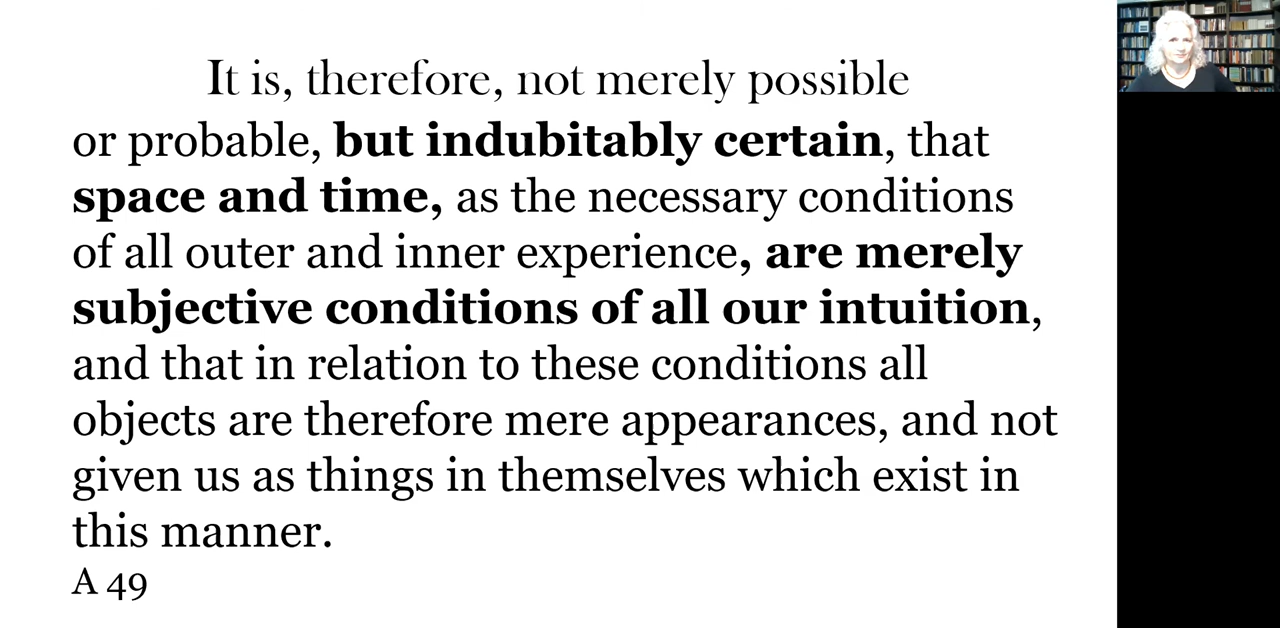 It is, therefore, not merely possible
or probable, but indubitably certain, that
space and time, as the necessary conditions
of all outer and inner experience, are merely
subjective conditions of all our intuition,
and that in relation to these conditions all
objects are therefore mere appearances, and not
given us as things in themselves which exist in
this manner.
A 49